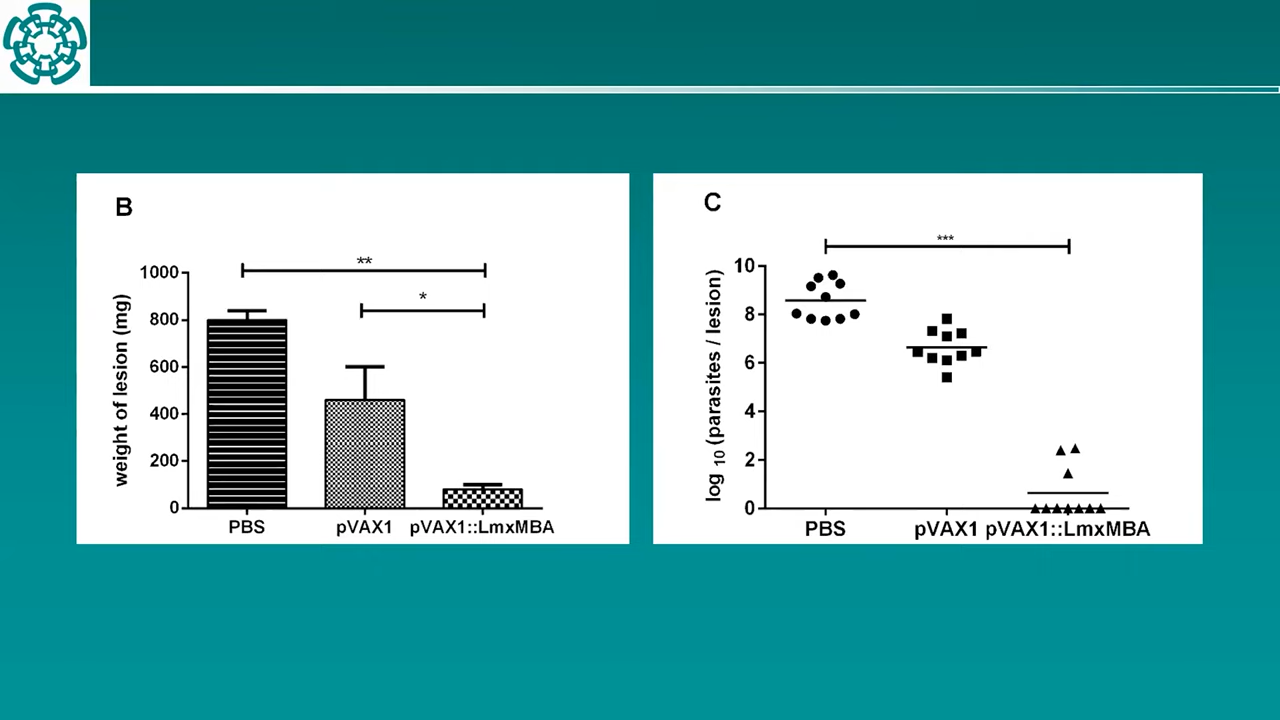 B
**
*
weight of lesion (mg)
1000
800
600
400
200
0
PBS
pVAX1
pVAX1::LmxMBA
C
***
log 10 (parasites / lesion)
10
8
6
4
2
0
PBS
pVAX1
pVAX1::LmxMBA